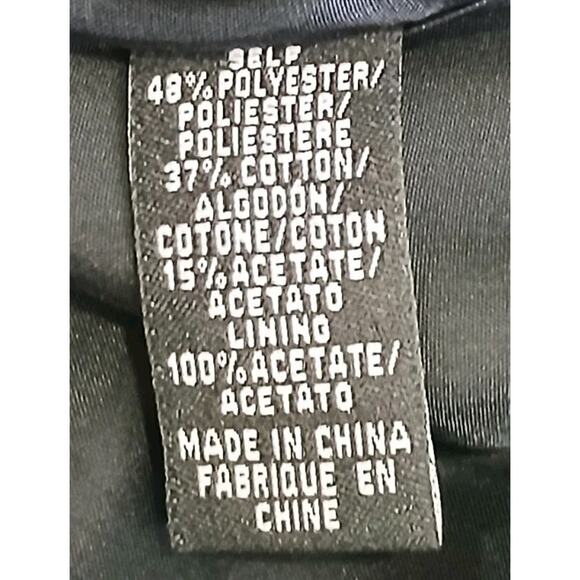 SELF
48% POLYESTER/
POLIESTER/
POLIESTERE
37% COTTON/
ALGODÓN/
COTONE/COTON
15% ACETATE/
ACETATO
LINING
100% ACETATE/
ACETATO
MADE IN CHINA
FABRIQUE EN
CHINE